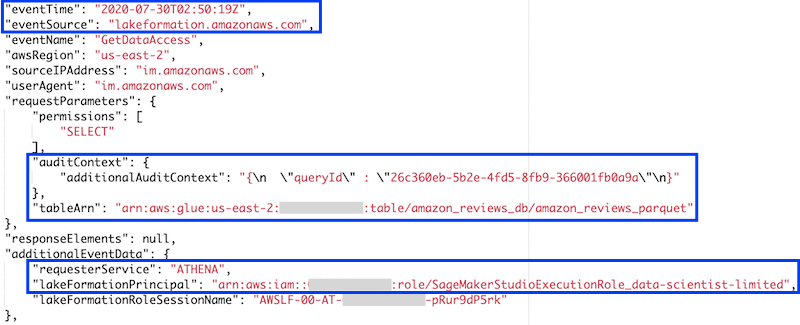 "eventTime": "2020-07-30T02:50:19Z",
"eventSource": "lakeformation.amazonaws.com",
"eventName": "GetDataAccess",
"awsRegion": "us-east-2",
"sourceIPAddress": "im.amazonaws.com",
"userAgent": "im.amazonaws.com",
"requestParameters": {
"permissions": [
"SELECT"
],
"auditContext": {
"additionalAuditContext": "{\n  \"queryId\" : \"26c360eb-5b2e-4fd5-8fb9-366001fb0a9a\"\n}"
},
"tableArn": "arn:aws:glue:us-east-2: :table/amazon_reviews_db/amazon_reviews_parquet"
},
"responseElements": null,
"additionalEventData": {
"requesterService": "ATHENA",
"lakeFormationPrincipal": "arn:aws:iam:: :role/SageMakerStudioExecutionRole_data-scientist-limited",
"lakeFormationRoleSessionName": "AWSLF-00-AT- -pRur9dP5rk"
},